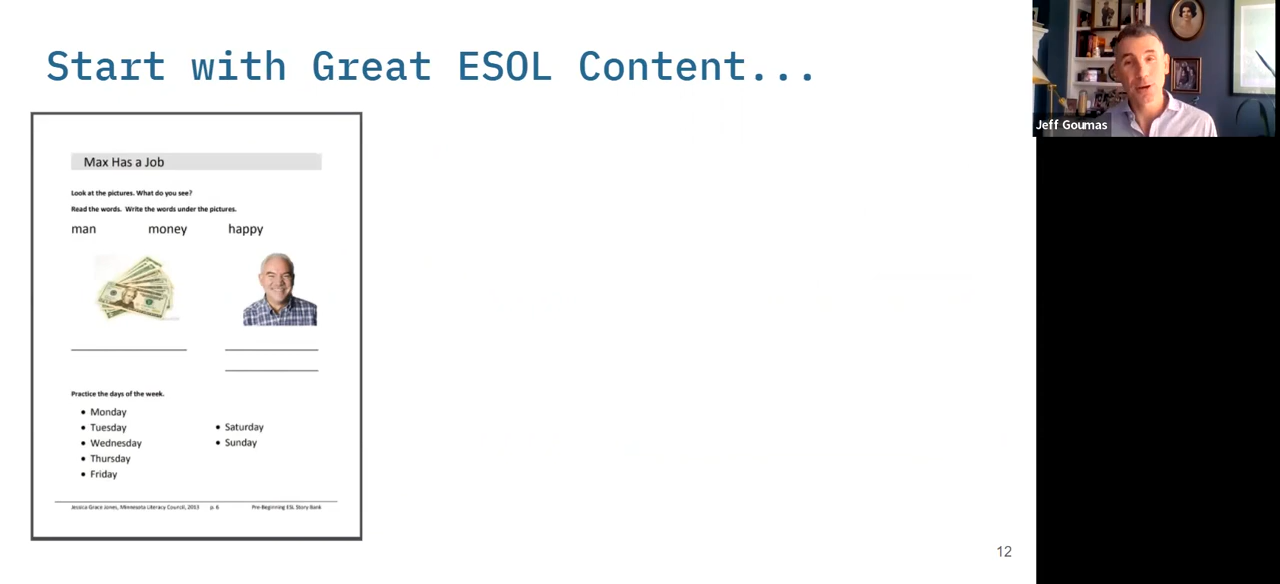 Start with Great ESOL Content...
Jeff Goumas
Max Has a Job
Look at the pictures. What do you see?
Read the words. Write the words under the pictures.
man money happy
Practice the days of the week.
• Monday
• Tuesday
• Wednesday
• Thursday
• Friday
• Saturday
• Sunday
Jessica Grace Jones, Minnesota Literacy Council, 2013 p. 6 Pre-Beginning ESL Story Bank
12